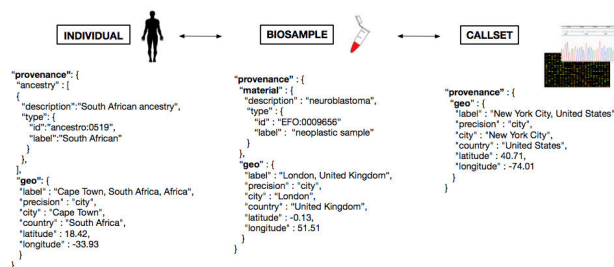 INDIVIDUAL
"provenance": {
"ancestry" : [
{
"description":"South African ancestry",
"type": {
"id":"ancestro:0519",
"label":"South African"
}
},
],
"geo": {
"label" : "Cape Town, South Africa, Africa",
"precision" : "city",
"city" : "Cape Town",
"country" : "South Africa",
"latitude" : 18.42,
"longitude" : -33.93
}
}
BIOSAMPLE
"provenance" : {
"material" : {
"description" : "neuroblastoma",
"type" : {
"id" : "EFO:0009656"
"label" : "neoplastic sample"
}
},
"geo" : {
"label" : "London, United Kingdom",
"precision" : "city",
"city" : "London",
"country" : "United Kingdom",
"latitude" : -0.13,
"longitude" : 51.51
}
}
CALLSET
"provenance" : {
"geo" : {
"label" : "New York City, United States",
"precision" : "city",
"city" : "New York City",
"country" : "United States",
"latitude" : 40.71,
"longitude" : -74.01
}
}